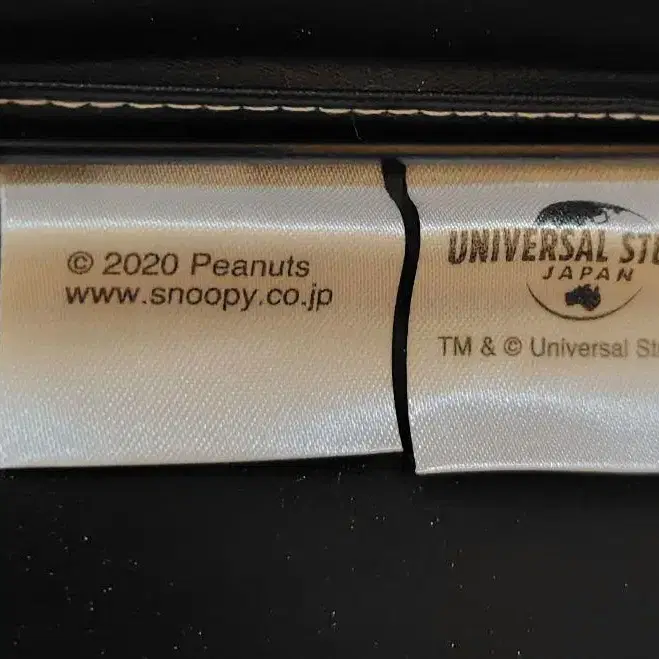 © 2020 Peanuts
www.snoopy.co.jp
UNIVERSAL
JAPAN
TM & © Universal